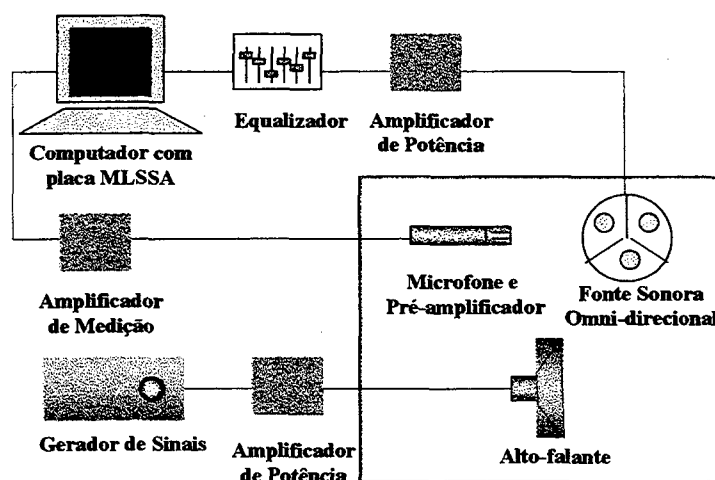 Equalizador
Amplificador
de Potência
Computador com
placa MLSSA
Microfone e
Pré-amplificador
Fonte Sonora
Omni-direcional
Amplificador
de Medição
Gerador de Sinais
Amplificador
de Potência
Alto-falante